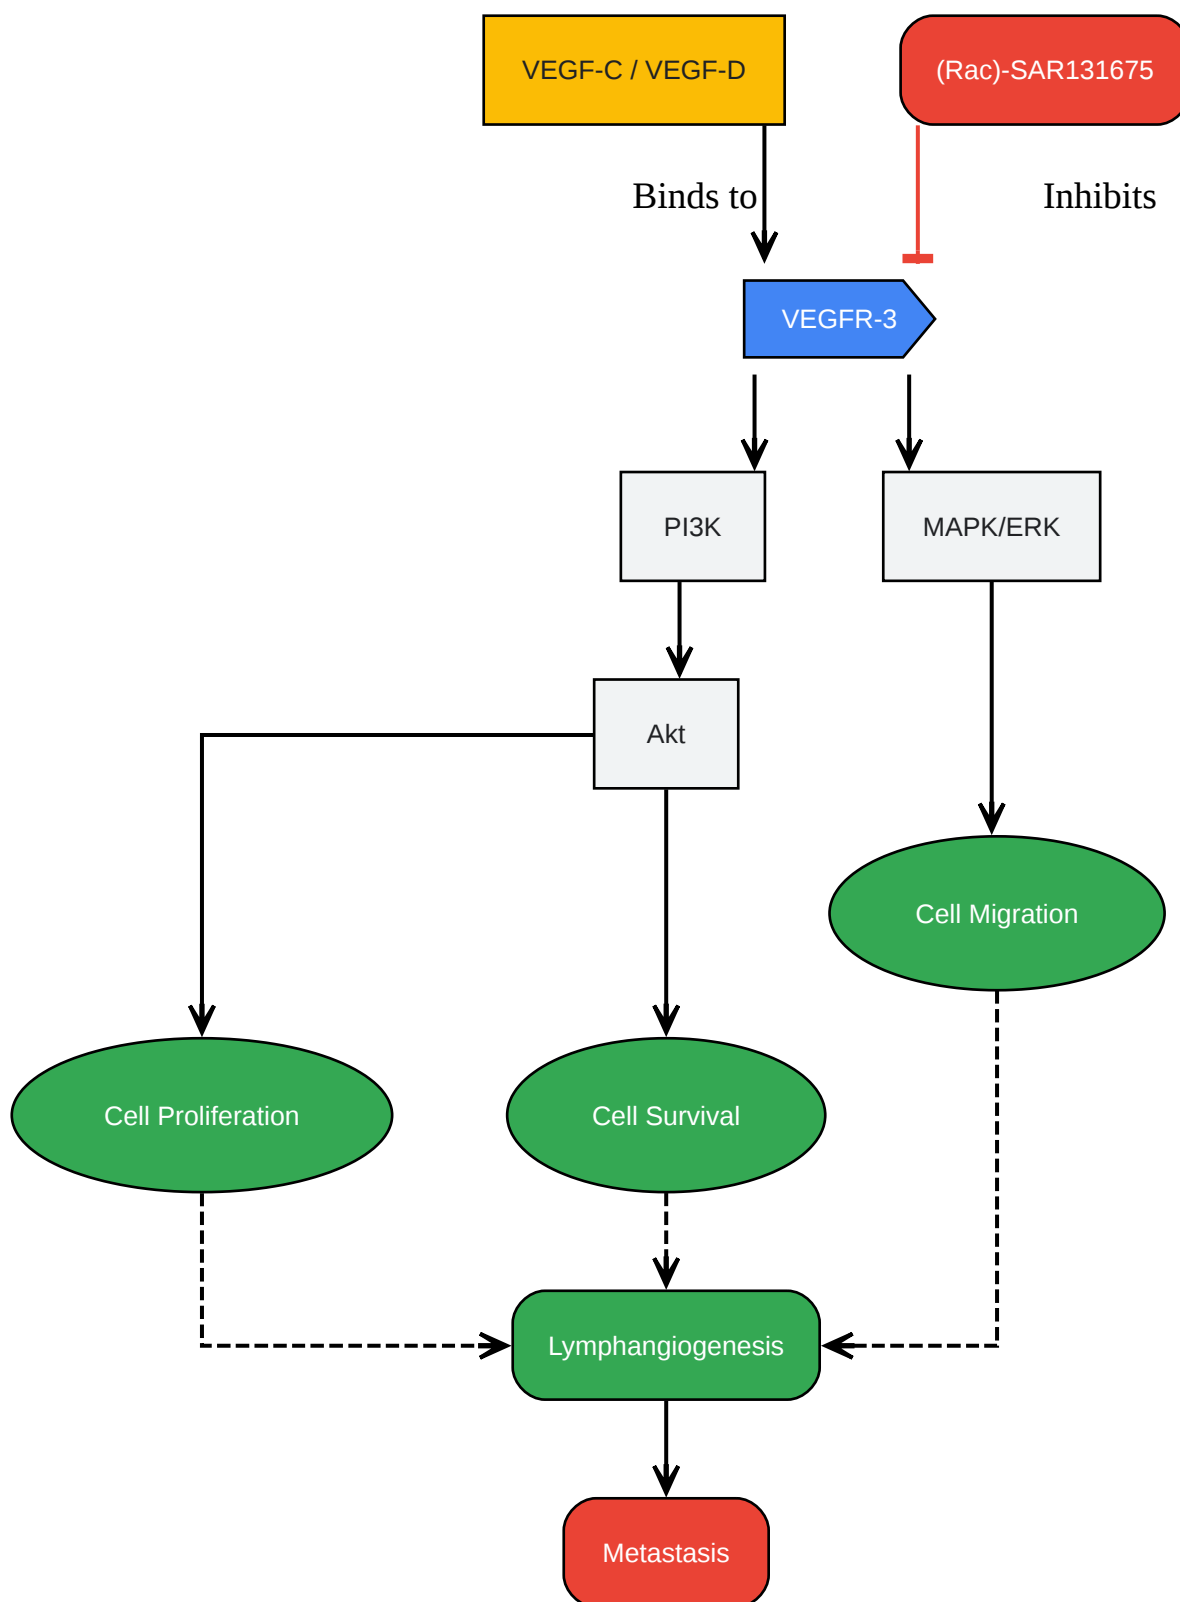 VEGF-C / VEGF-D
(Rac)-SAR131675
Binds to
Inhibits
VEGFR-3
PI3K
MAPK/ERK
Akt
Cell Migration
Cell Proliferation
Cell Survival
Lymphangiogenesis
Metastasis